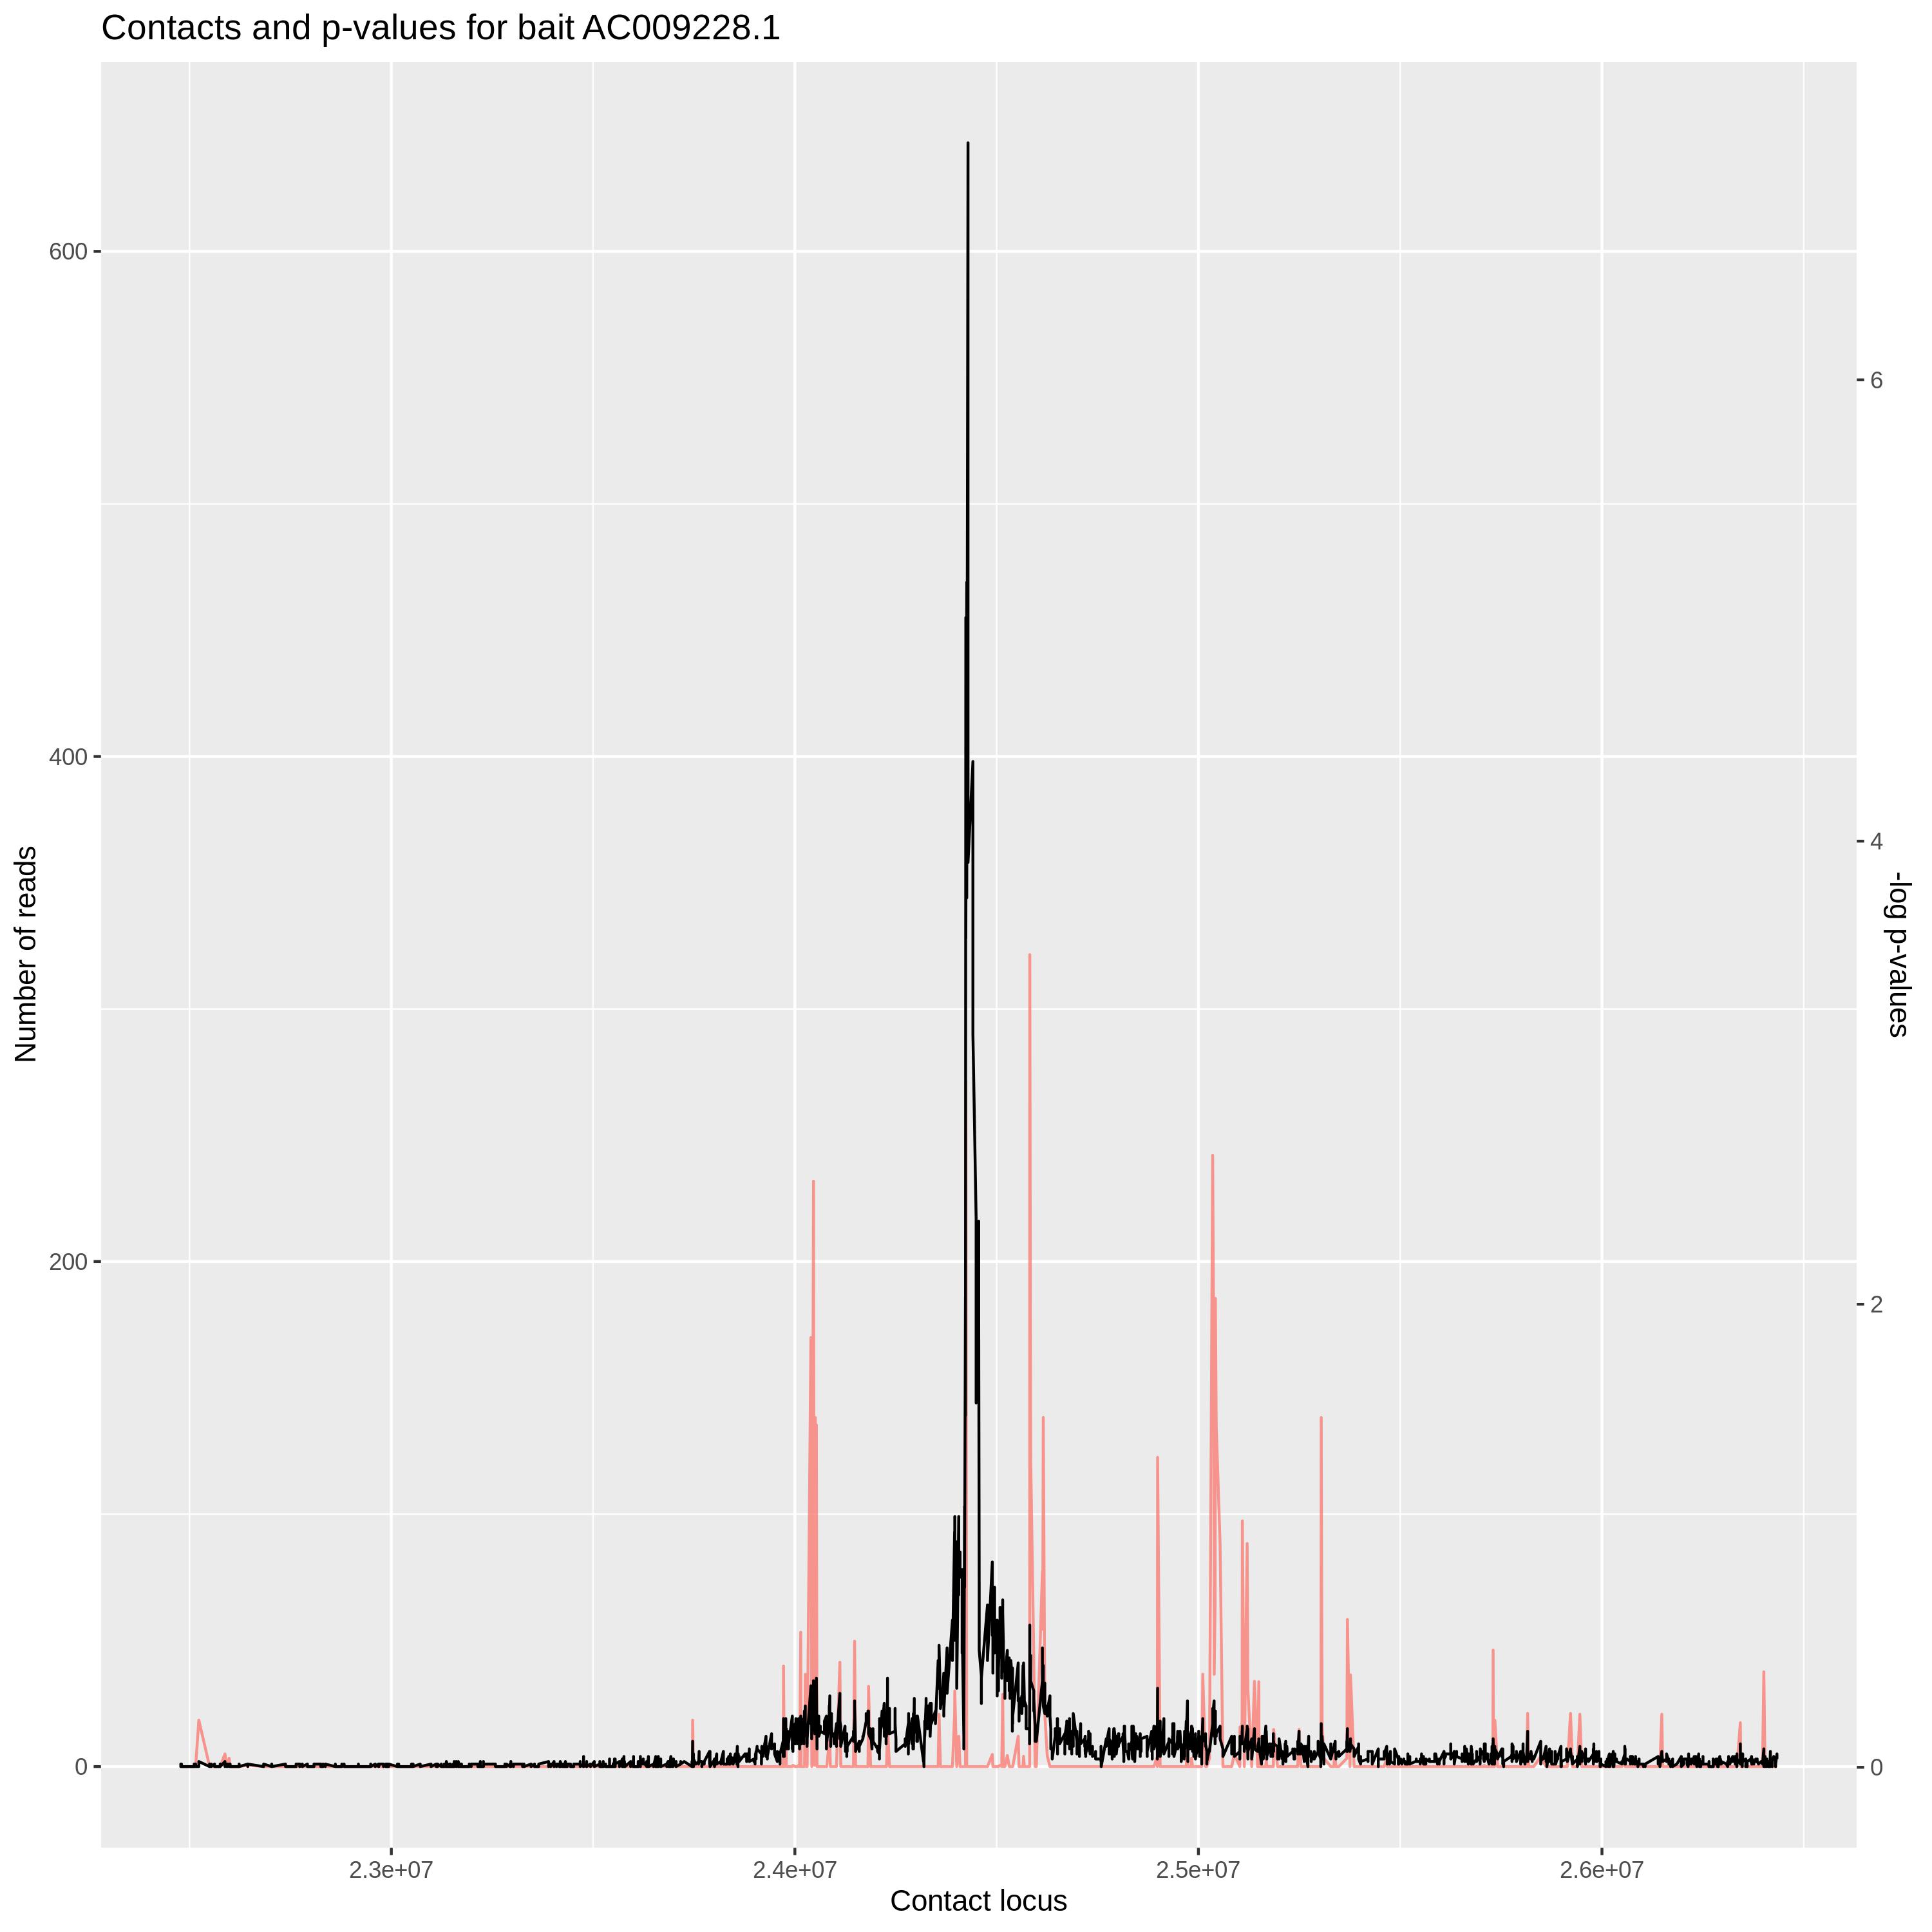 Contacts and p-values for bait AC009228.1
600
400
200
0
6
4
2
0
Number of reads
-log p-values
2.3e+07 2.4e+07 2.5e+07 2.6e+07
Contact locus